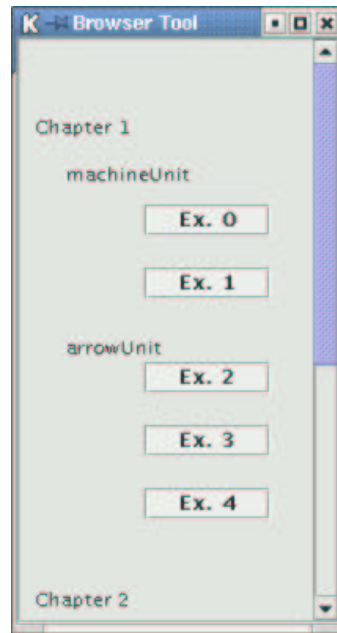 K Browser Tool
Chapter 1
machineUnit
Ex. 0
Ex. 1
arrowUnit
Ex. 2
Ex. 3
Ex. 4
Chapter 2